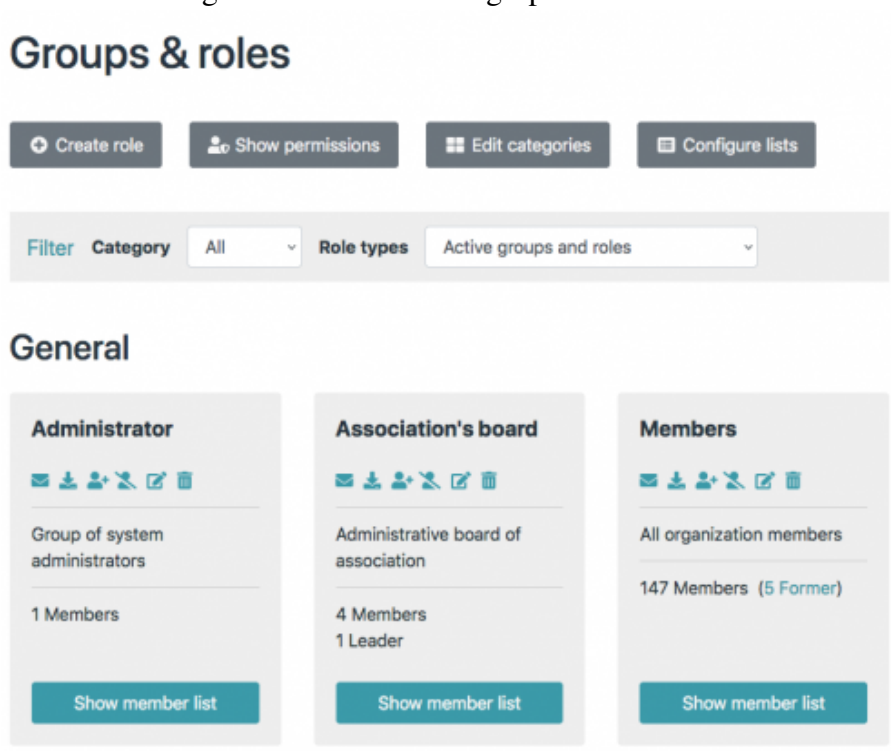 Groups & roles
Create role
Show permissions
Edit categories
Configure lists
Filter Category All Role types Active groups and roles
General
Administrator
Group of system
administrators
1 Members
Show member list
Association's board
Administrative board of
association
4 Members
1 Leader
Show member list
Members
All organization members
147 Members (5 Former)
Show member list